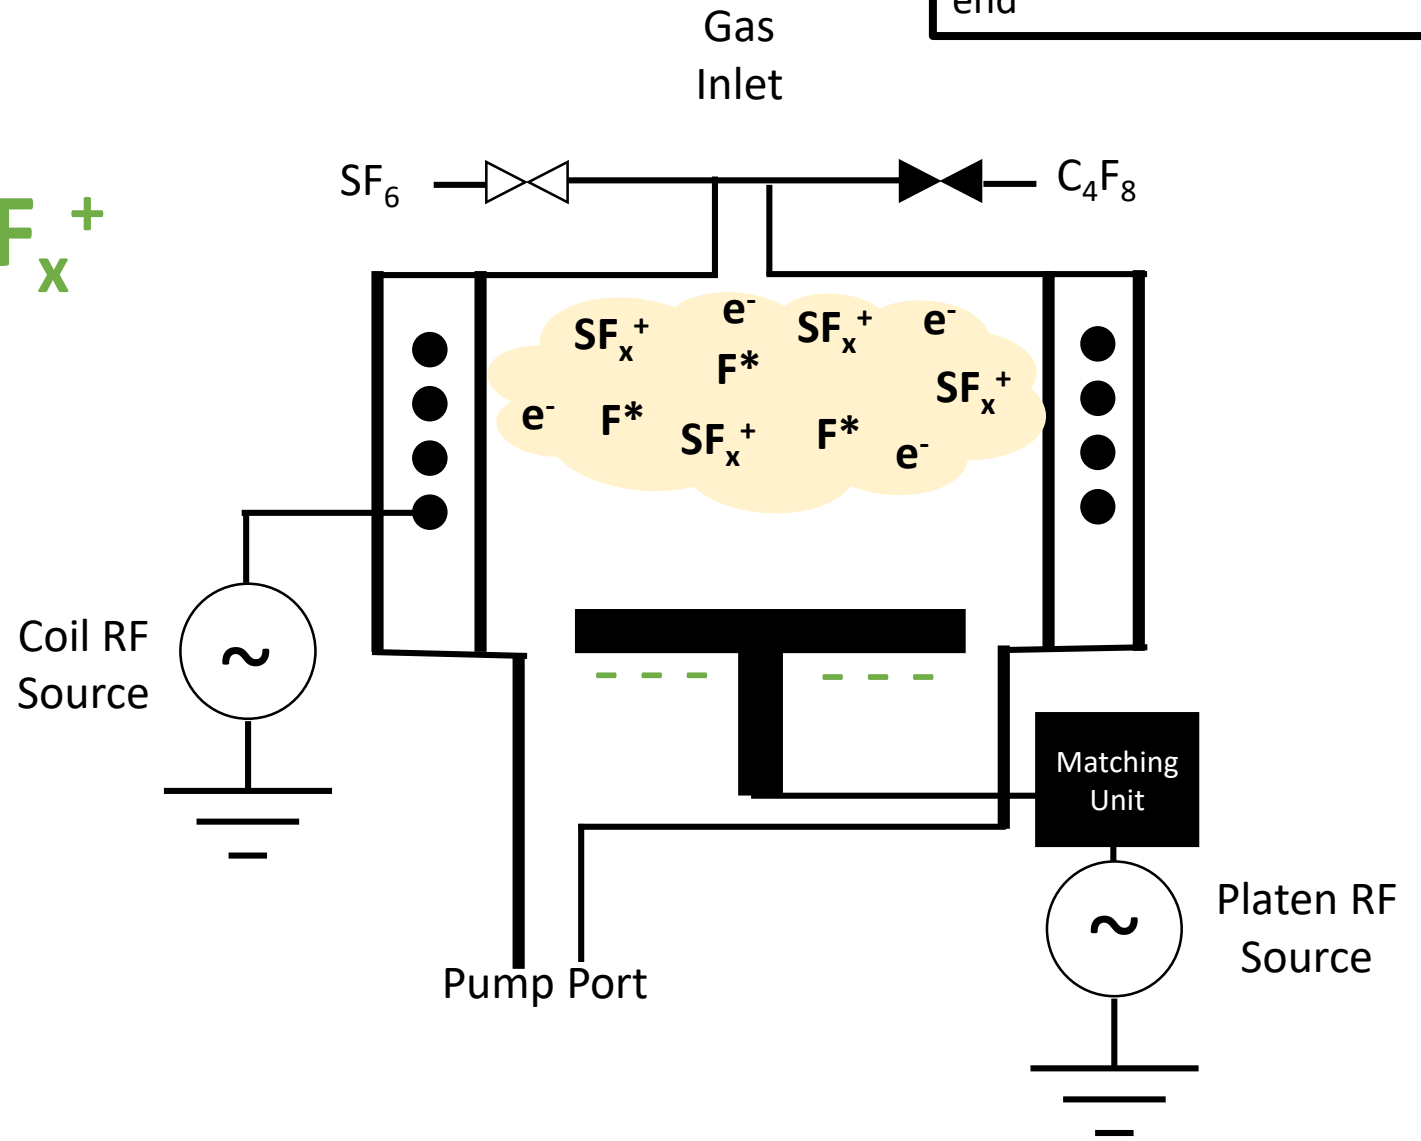 end
Gas
Inlet
SF₆
C₄F₈
Fₓ⁺
SFₓ⁺
e⁻
SFₓ⁺
e⁻
F*
SFₓ⁺
e⁻
F*
SFₓ⁺
F*
e⁻
Coil RF
Source
~
Matching
Unit
Platen RF
Source
~
Pump Port